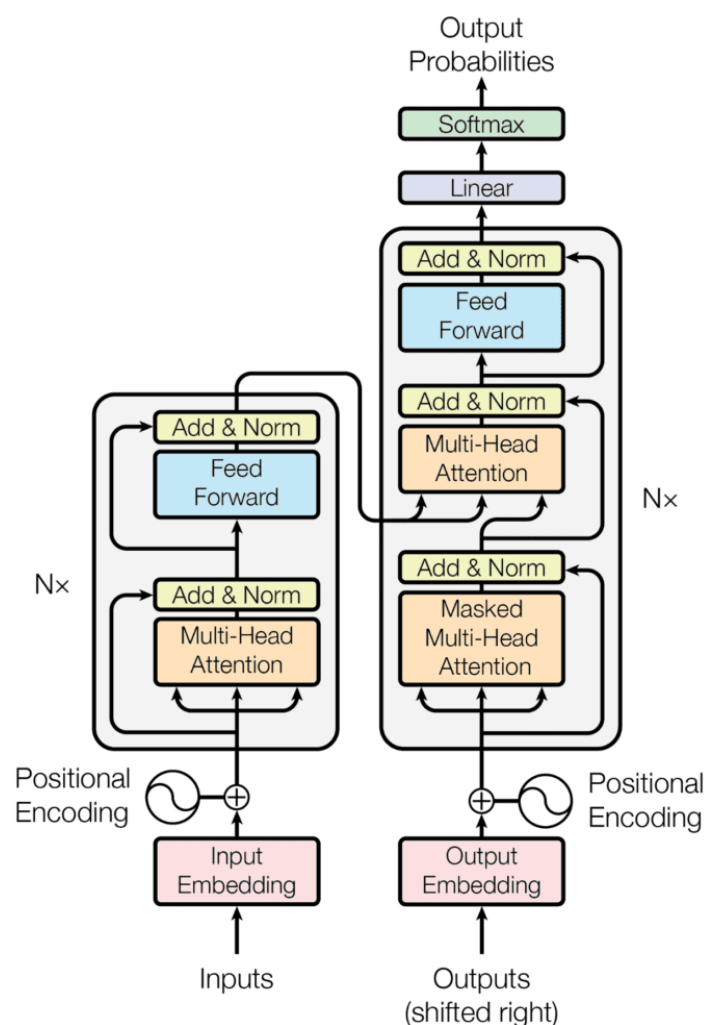 Output
Probabilities
Softmax
Linear
Add & Norm
Feed
Forward
Add & Norm
Multi-Head
Attention
Add & Norm
Masked
Multi-Head
Attention
N×
Add & Norm
Feed
Forward
Add & Norm
Multi-Head
Attention
N×
Positional
Encoding
Positional
Encoding
Input
Embedding
Output
Embedding
Inputs
Outputs
(shifted right)